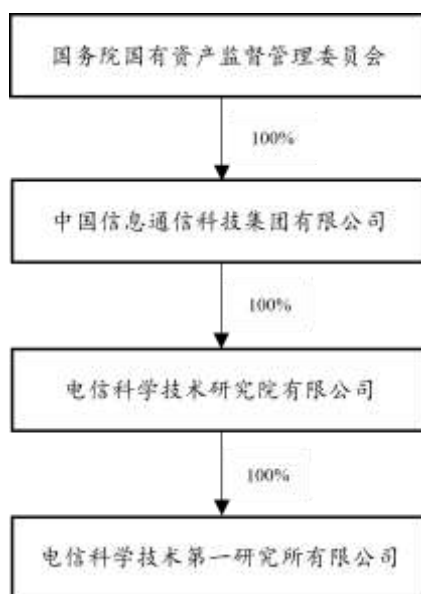 国务院国有资产监督管理委员会
100%
中国信息通信科技集团有限公司
100%
电信科学技术研究院有限公司
100%
电信科学技术第一研究所有限公司